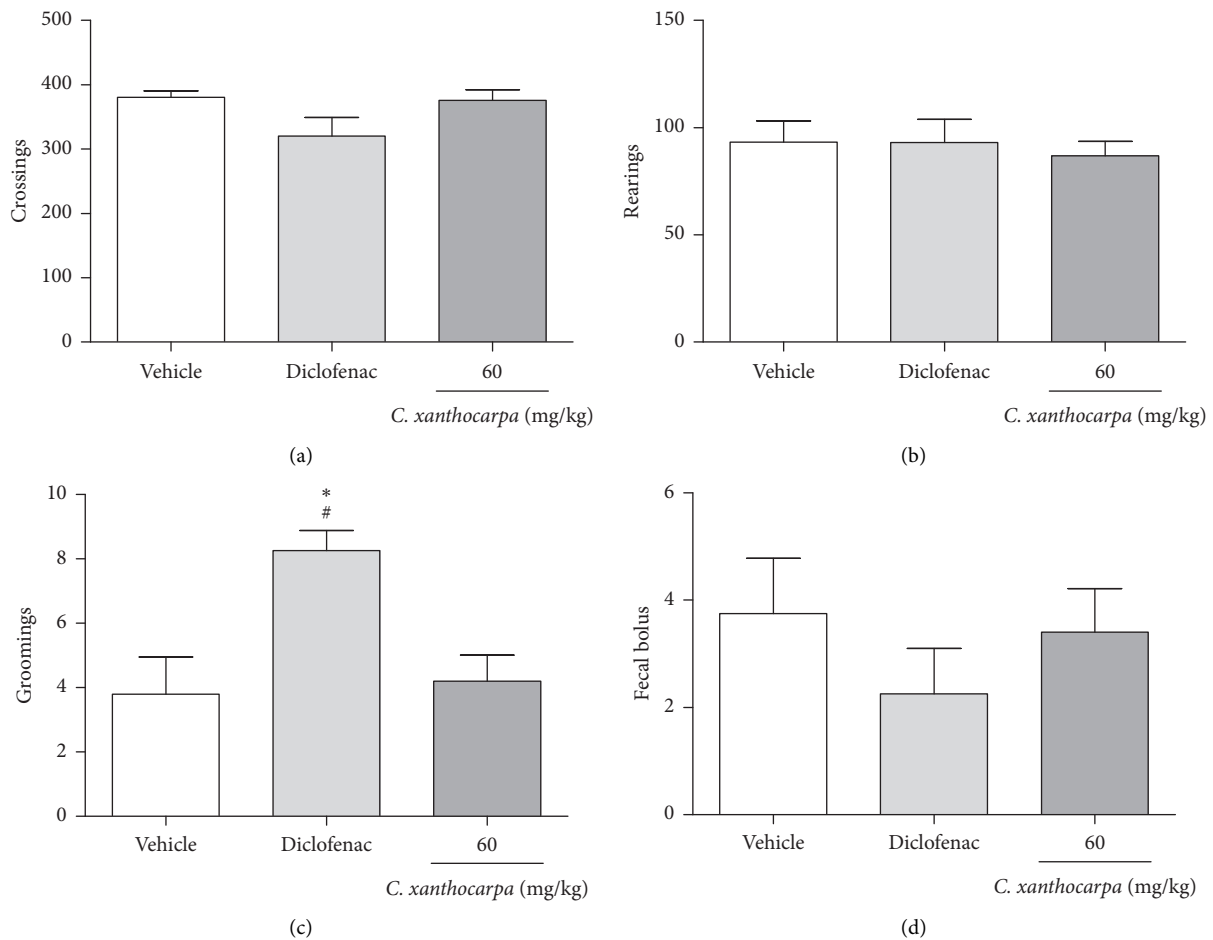 500
400
300
200
100
0
Crossings
Vehicle
Diclofenac
60
C. xanthocarpa (mg/kg)
(a)
150
100
50
0
Rearings
Vehicle
Diclofenac
60
C. xanthocarpa (mg/kg)
(b)
10
8
6
4
2
0
Groomings
*
#
Vehicle
Diclofenac
60
C. xanthocarpa (mg/kg)
(c)
6
4
2
0
Fecal bolus
Vehicle
Diclofenac
60
C. xanthocarpa (mg/kg)
(d)